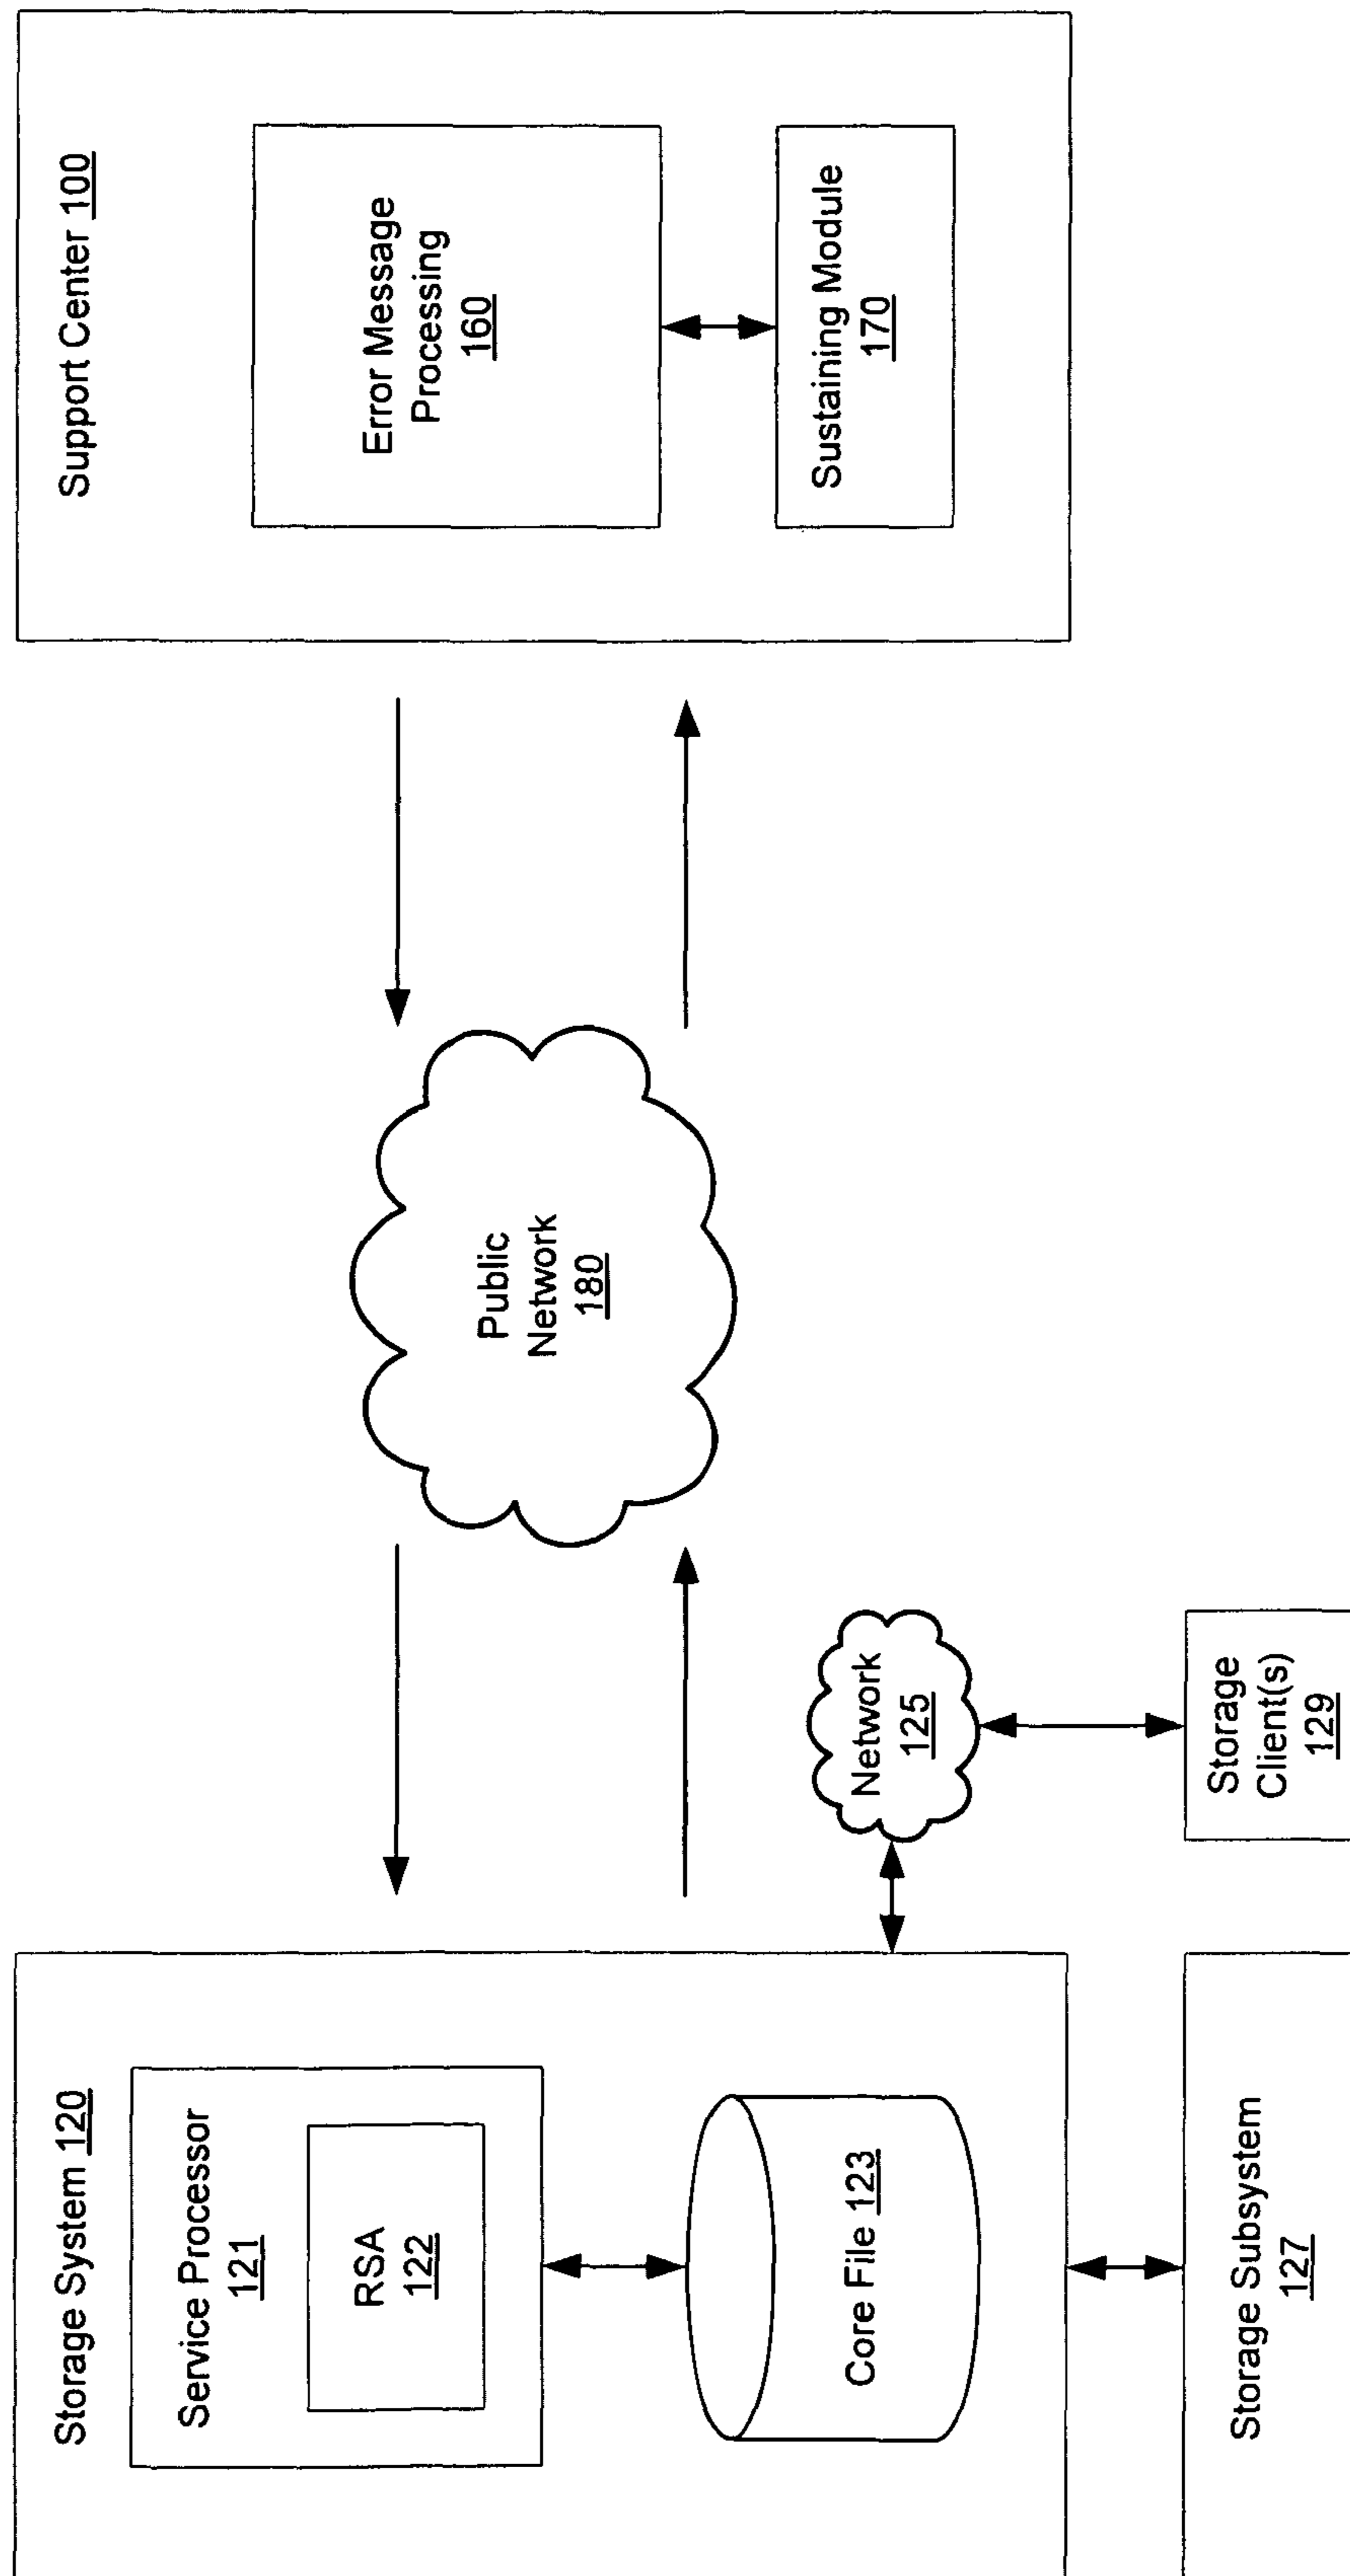 Storage System 120
Service Processor
121
RSA
122
Core File 123
Storage Subsystem
127
Network
125
Storage
Client(s)
129
Public
Network
180
Support Center 100
Error Message
Processing
160
Sustaining Module
170